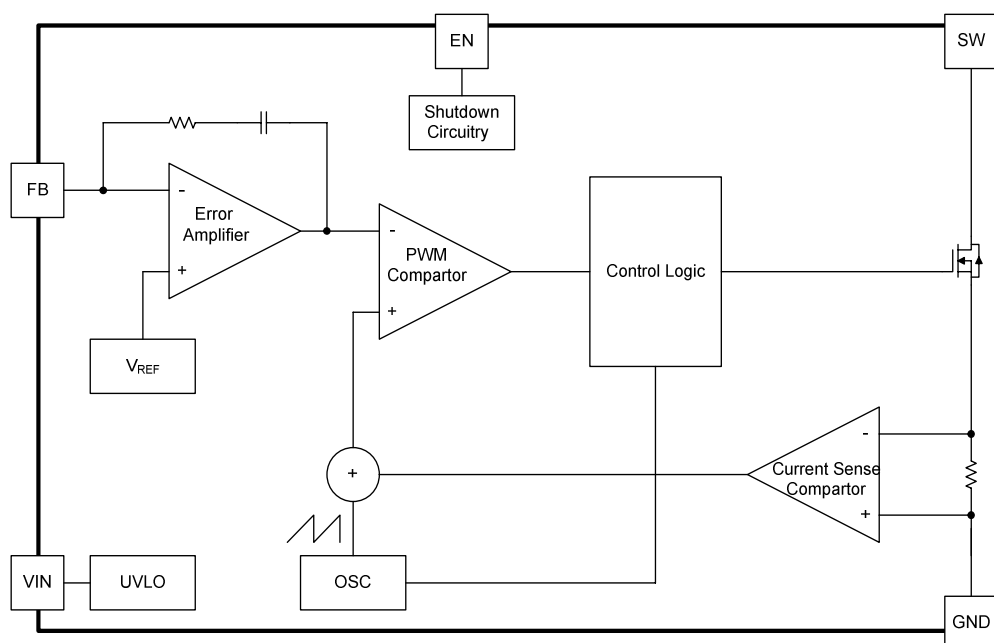 EN
SW
Shutdown
Circuitry
FB
-
Error
Amplifier
+
-
PWM
Compartor
+
Control Logic
VREF
-
Current Sense
Compartor
+
+
VIN
UVLO
OSC
GND